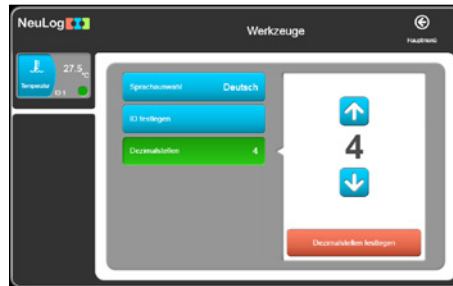 NeuLog
Werkzeuge
Hauptmenü
27.5 °C
Temperatur
ID 1
Sprachauswahl Deutsch
ID festlegen
Dezimalstellen 4
4
Dezimalstellen festlegen